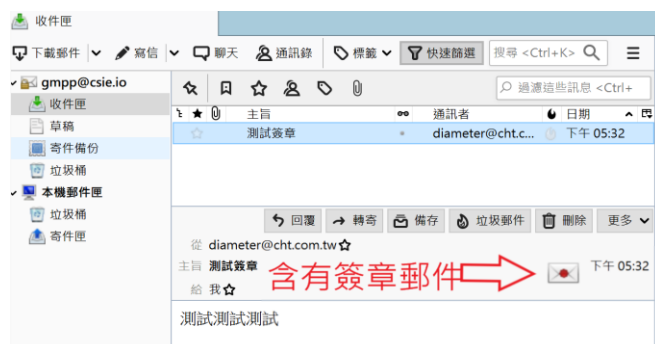 收件匣
下載郵件 寫信 聊天 通訊錄 標籤 快速篩選 搜尋 <Ctrl+K>
gmpp@csie.io
收件匣
草稿
寄件備份
垃圾桶
本機郵件匣
垃圾桶
寄件匣
過濾這些訊息 <Ctrl+
主旨 通訊者 日期
測試簽章 diameter@cht.c... 下午 05:32
回覆 轉寄 備存 垃圾郵件 刪除 更多
從 diameter@cht.com.tw
主旨 測試簽章 下午 05:32
給 我
含有簽章郵件
測試測試測試